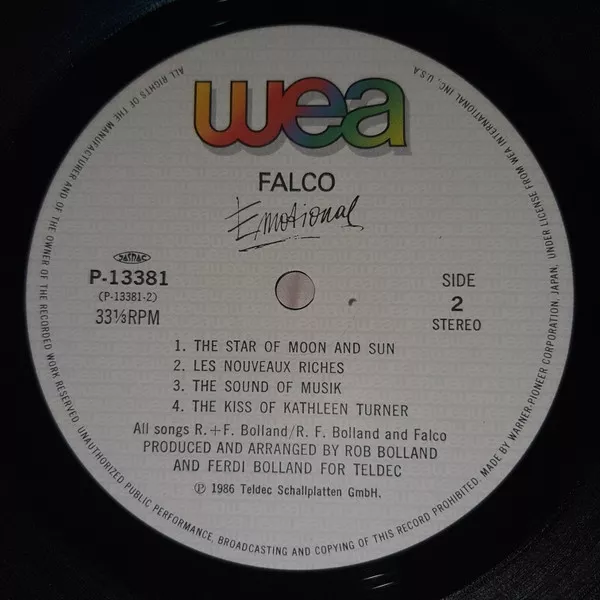 wea
FALCO
Emotional
JASRAC
P-13381
(P-13381-2)
33⅓RPM
SIDE
2
STEREO
1. THE STAR OF MOON AND SUN
2. LES NOUVEAUX RICHES
3. THE SOUND OF MUSIK
4. THE KISS OF KATHLEEN TURNER
All songs R.+F. Bolland/R. F. Bolland and Falco
PRODUCED AND ARRANGED BY ROB BOLLAND
AND FERDI BOLLAND FOR TELDEC
℗ 1986 Teldec Schallplatten GmbH.
ALL RIGHTS OF THE MANUFACTURER AND OF THE OWNER OF THE RECORDED WORK RESERVED. UNAUTHORIZED PUBLIC PERFORMANCE, BROADCASTING AND COPYING OF THIS RECORD PROHIBITED. MADE BY WARNER-PIONEER CORPORATION, JAPAN, UNDER LICENSE FROM WEA INTERNATIONAL INC., U.S.A.